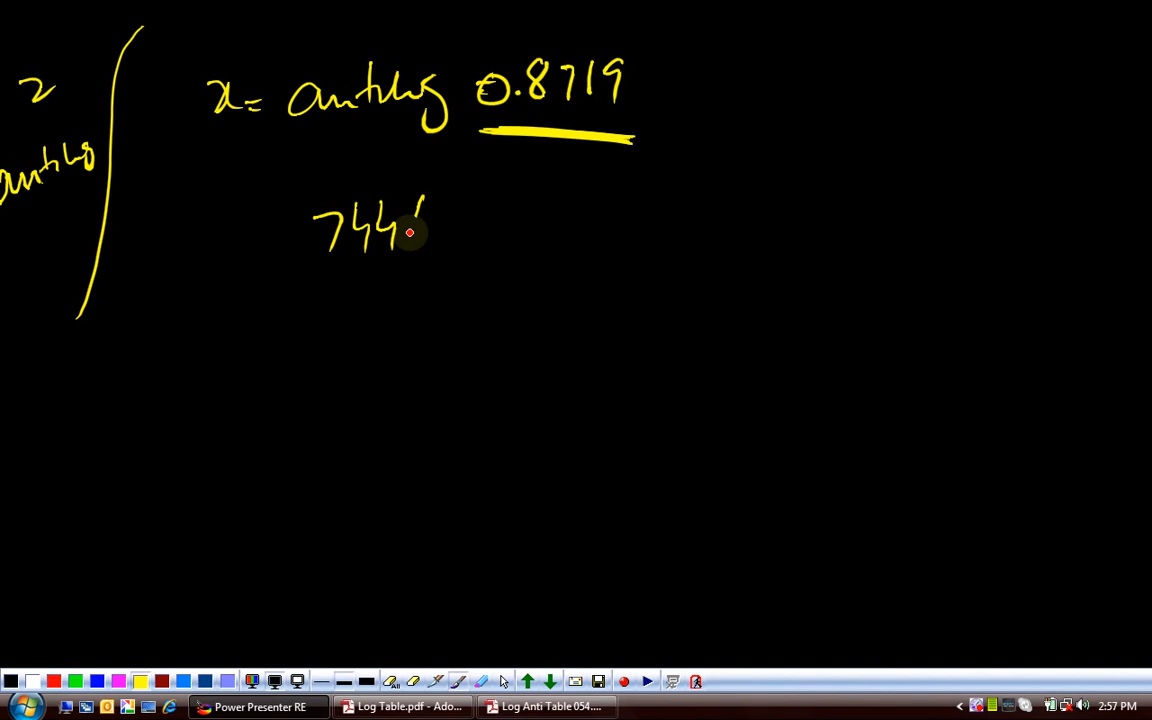 2
antilog
x = antilog 0.8719
744
Power Presenter RE
Log Table.pdf - Ado...
Log Anti Table 054....
2:57 PM